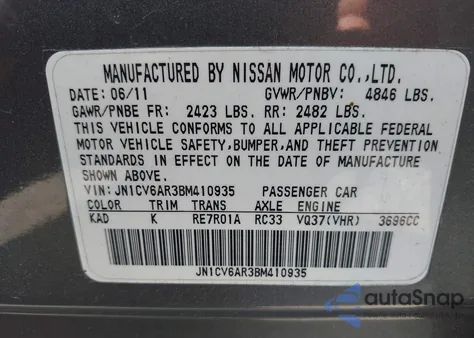 MANUFACTURED BY NISSAN MOTOR CO.,LTD.
DATE: 06/11 GVWR/PNBV: 4846 LBS.
GAWR/PNBE FR: 2423 LBS. RR: 2482 LBS.
THIS VEHICLE CONFORMS TO ALL APPLICABLE FEDERAL
MOTOR VEHICLE SAFETY,BUMPER,AND THEFT PREVENTION
STANDARDS IN EFFECT ON THE DATE OF MANUFACTURE
SHOWN ABOVE.
VIN: JN1CV6AR3BM410935 PASSENGER CAR
COLOR TRIM TRANS AXLE ENGINE
KAD K RE7R01A RC33 VQ37(VHR) 3696CC
JN1CV6AR3BM410935
autoSnap